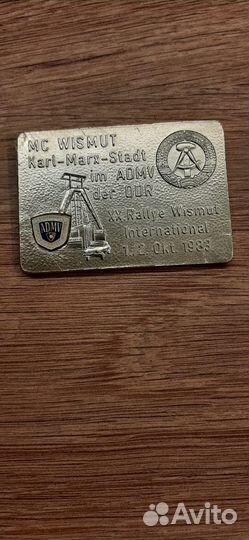 MC WISMUT
Karl-Marx-Stadt
im ADMV
der DDR
ADMV
XX. Rallye Wismut
International
1.-2. Okt 1983
Avito